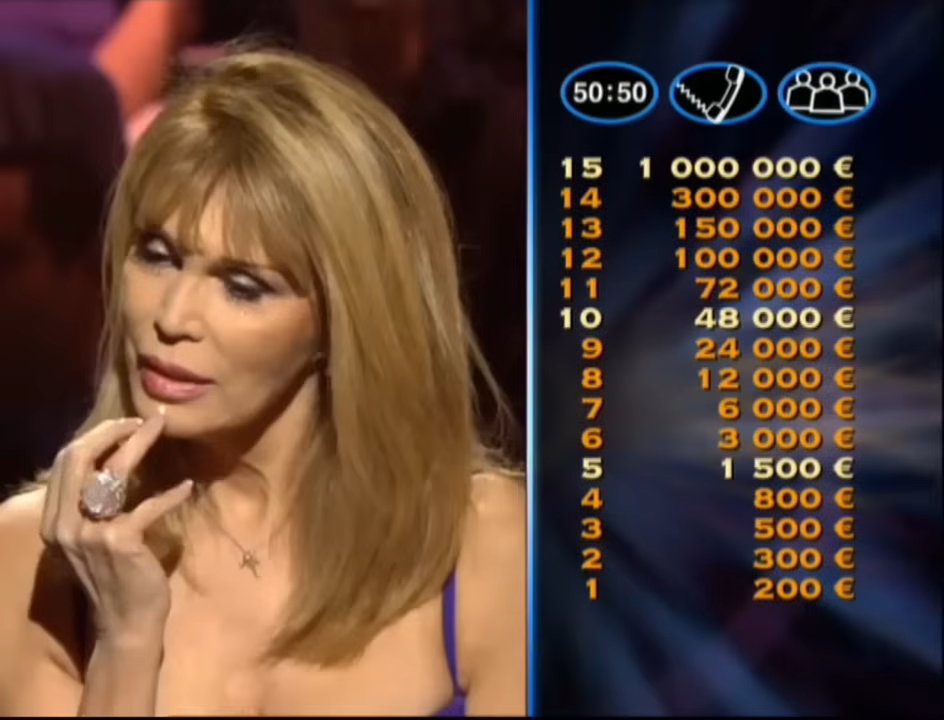 50:50
15 1 000 000 €
14 300 000 €
13 150 000 €
12 100 000 €
11 72 000 €
10 48 000 €
9 24 000 €
8 12 000 €
7 6 000 €
6 3 000 €
5 1 500 €
4 800 €
3 500 €
2 300 €
1 200 €